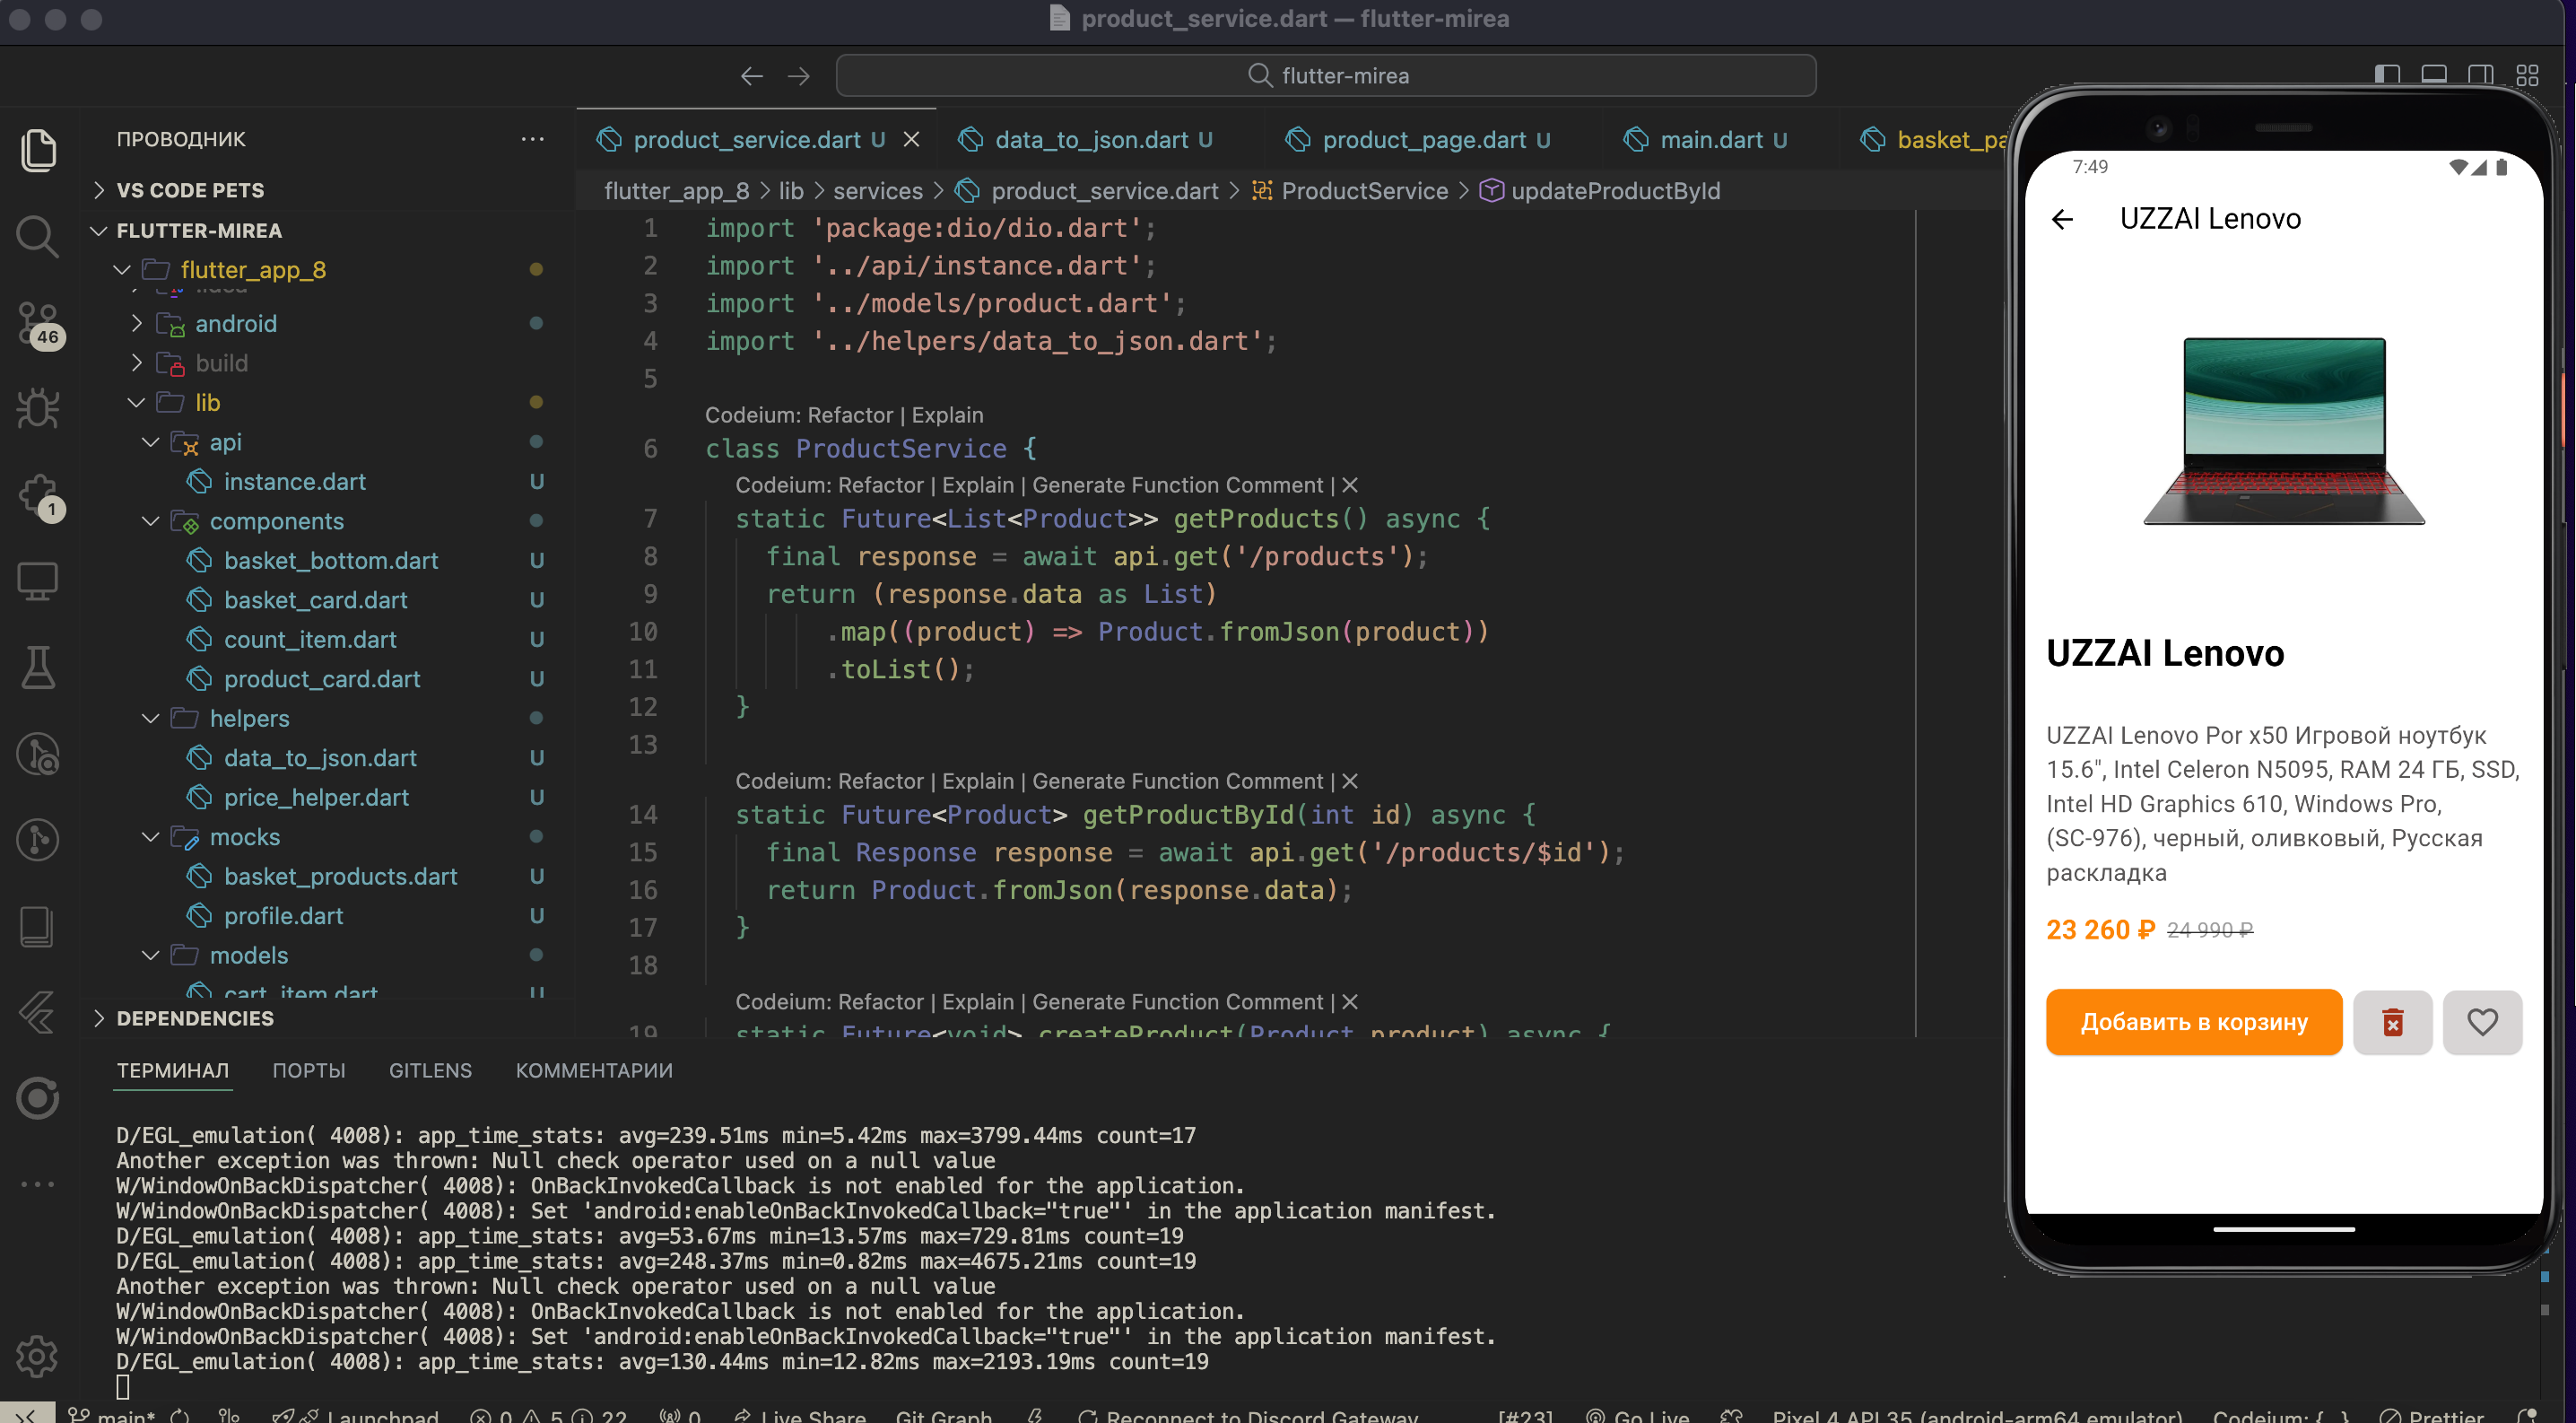 product_service.dart — flutter-mirea
flutter-mirea
ПРОВОДНИК
VS CODE PETS
FLUTTER-MIREA
flutter_app_8
.idea
android
build
lib
api
instance.dart U
components
basket_bottom.dart U
basket_card.dart U
count_item.dart U
product_card.dart U
helpers
data_to_json.dart U
price_helper.dart U
mocks
basket_products.dart U
profile.dart U
models
cart_item.dart U
DEPENDENCIES
46
1
product_service.dart U
data_to_json.dart U
product_page.dart U
main.dart U
basket_pa
flutter_app_8 > lib > services > product_service.dart > ProductService > updateProductById
1 import 'package:dio/dio.dart';
2 import '../api/instance.dart';
3 import '../models/product.dart';
4 import '../helpers/data_to_json.dart';
5
Codeium: Refactor | Explain
6 class ProductService {
Codeium: Refactor | Explain | Generate Function Comment | X
7 static Future<List<Product>> getProducts() async {
8 final response = await api.get('/products');
9 return (response.data as List)
10 .map((product) => Product.fromJson(product))
11 .toList();
12 }
13
Codeium: Refactor | Explain | Generate Function Comment | X
14 static Future<Product> getProductById(int id) async {
15 final Response response = await api.get('/products/$id');
16 return Product.fromJson(response.data);
17 }
18
Codeium: Refactor | Explain | Generate Function Comment | X
19 static Future<void> createProduct(Product product) async {
ТЕРМИНАЛ ПОРТЫ GITLENS КОММЕНТАРИИ
D/EGL_emulation( 4008): app_time_stats: avg=239.51ms min=5.42ms max=3799.44ms count=17
Another exception was thrown: Null check operator used on a null value
W/WindowOnBackDispatcher( 4008): OnBackInvokedCallback is not enabled for the application.
W/WindowOnBackDispatcher( 4008): Set 'android:enableOnBackInvokedCallback="true"' in the application manifest.
D/EGL_emulation( 4008): app_time_stats: avg=53.67ms min=13.57ms max=729.81ms count=19
D/EGL_emulation( 4008): app_time_stats: avg=248.37ms min=0.82ms max=4675.21ms count=19
Another exception was thrown: Null check operator used on a null value
W/WindowOnBackDispatcher( 4008): OnBackInvokedCallback is not enabled for the application.
W/WindowOnBackDispatcher( 4008): Set 'android:enableOnBackInvokedCallback="true"' in the application manifest.
D/EGL_emulation( 4008): app_time_stats: avg=130.44ms min=12.82ms max=2193.19ms count=19
main* Launchpad 0 5 22 0 Live Share Git Graph Reconnect to Discord Gateway [#23] Go Live Pixel 4 API 35 (android-arm64 emulator) Codeium: {...} Prettier
7:49
UZZAI Lenovo
UZZAI Lenovo
UZZAI Lenovo Por x50 Игровой ноутбук
15.6", Intel Celeron N5095, RAM 24 ГБ, SSD,
Intel HD Graphics 610, Windows Pro,
(SC-976), черный, оливковый, Русская
раскладка
23 260 ₽ 24 990 ₽
Добавить в корзину